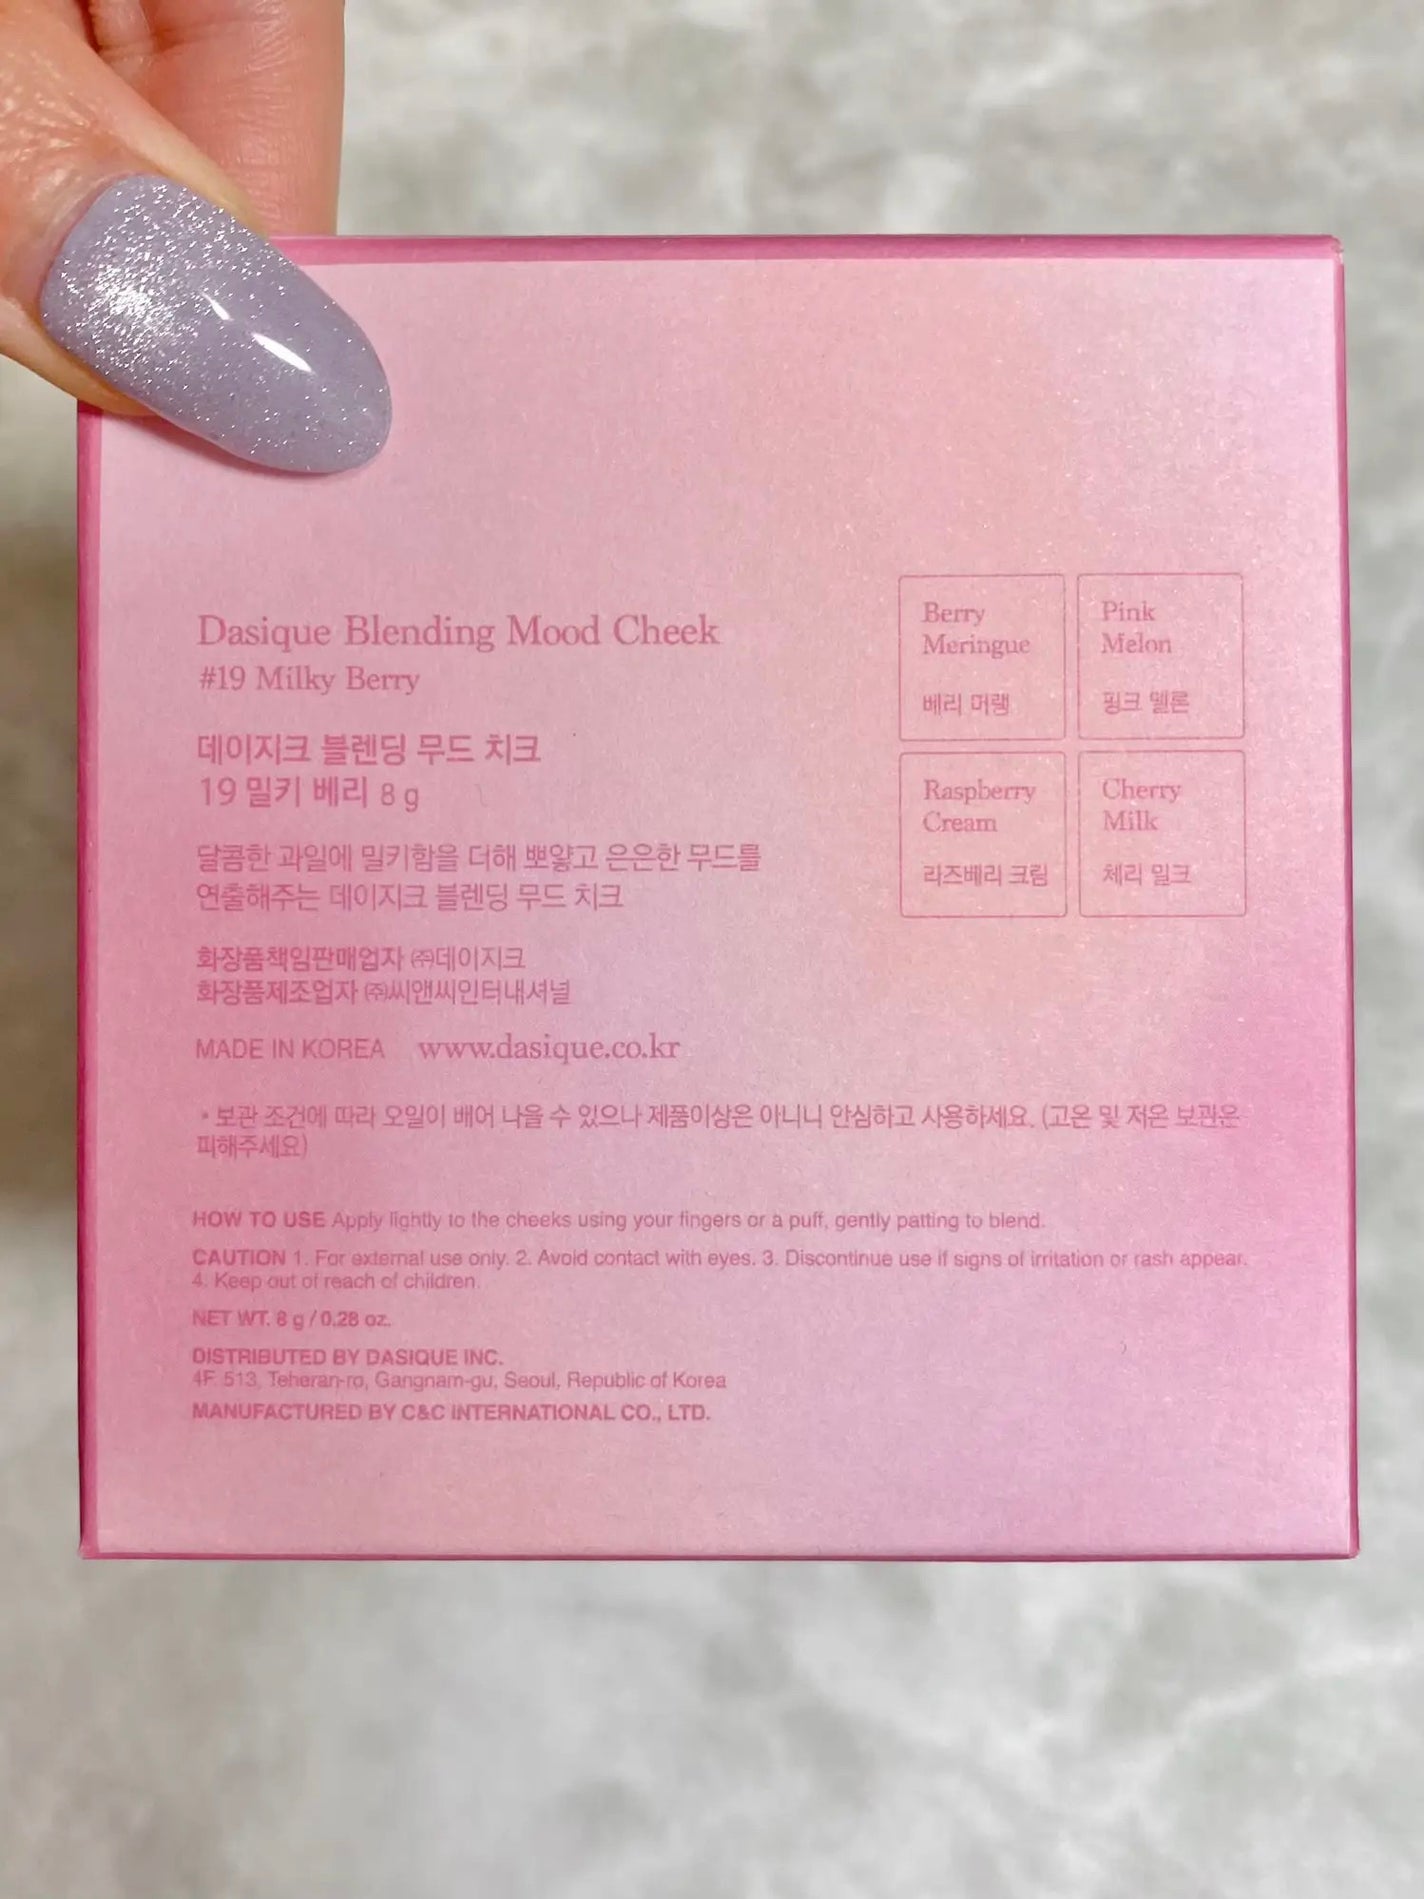 Dasique Blending Mood Cheek
#19 Milky Berry
데이지크 블렌딩 무드 치크
19 밀키 베리 8 g
달콤한 과일에 밀키함을 더해 뽀얗고 은은한 무드를
연출해주는 데이지크 블렌딩 무드 치크
화장품책임판매업자 ㈜데이지크
화장품제조업자 ㈜씨앤씨인터내셔널
MADE IN KOREA www.dasique.co.kr
Berry
Meringue
베리 머랭
Pink
Melon
핑크 멜론
Raspberry
Cream
라즈베리 크림
Cherry
Milk
체리 밀크
* 보관 조건에 따라 오일이 배어 나올 수 있으나 제품이상은 아니니 안심하고 사용하세요. (고온 및 저온 보관은
피해주세요)
HOW TO USE Apply lightly to the cheeks using your fingers or a puff, gently patting to blend.
CAUTION 1. For external use only. 2. Avoid contact with eyes. 3. Discontinue use if signs of irritation or rash appear.
4. Keep out of reach of children.
NET WT. 8 g / 0.28 oz.
DISTRIBUTED BY DASIQUE INC.
4F. 513, Teheran-ro, Gangnam-gu, Seoul, Republic of Korea
MANUFACTURED BY C&C INTERNATIONAL CO., LTD.